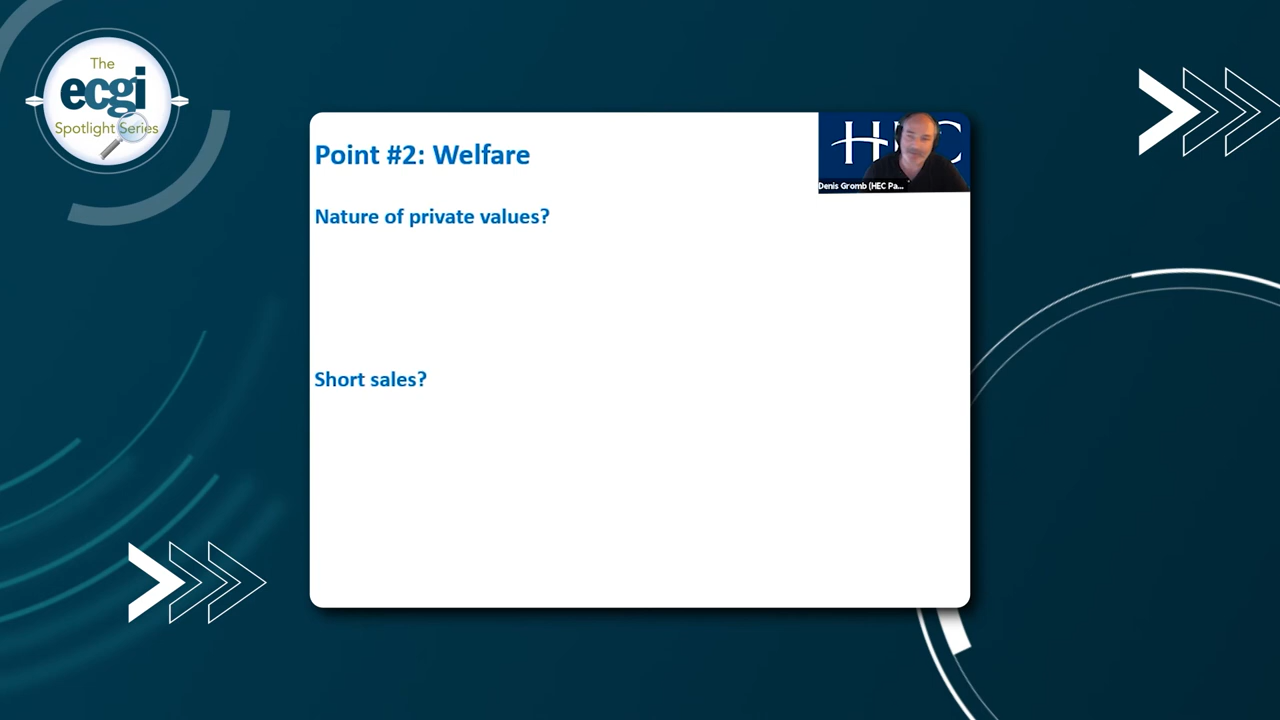 The
ecgi
Spotlight Series
Point #2: Welfare
HEC
Denis Gromb (HEC Pa...
Nature of private values?
Short sales?